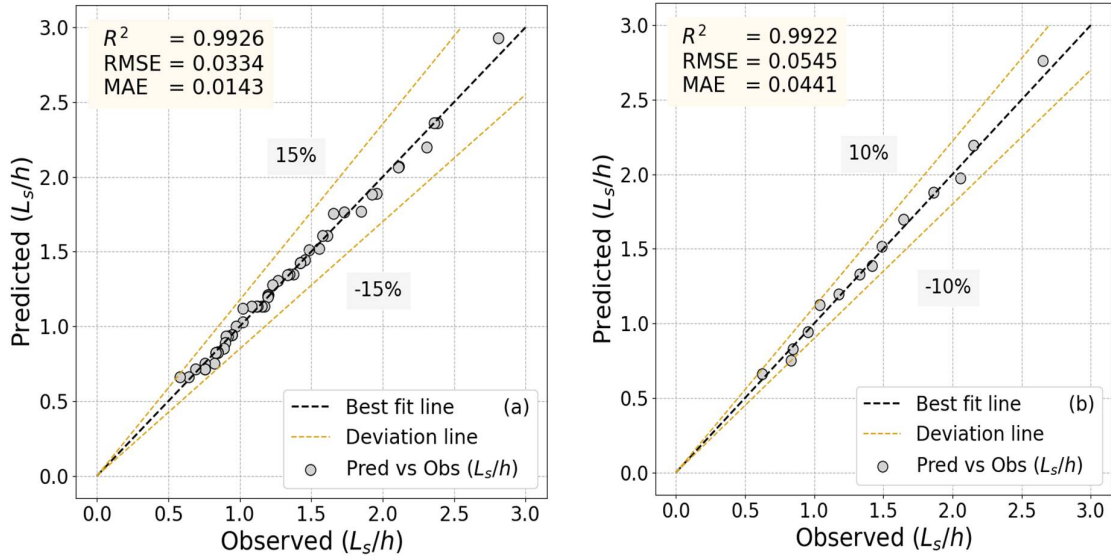 R² = 0.9926
RMSE = 0.0334
MAE = 0.0143
15%
-15%
Best fit line (a)
Deviation line
Pred vs Obs (Lₛ/h)
3.0
2.5
2.0
1.5
1.0
0.5
0.0
Predicted (Lₛ/h)
0.0 0.5 1.0 1.5 2.0 2.5 3.0
Observed (Lₛ/h)
R² = 0.9922
RMSE = 0.0545
MAE = 0.0441
10%
-10%
Best fit line (b)
Deviation line
Pred vs Obs (Lₛ/h)
3.0
2.5
2.0
1.5
1.0
0.5
0.0
Predicted (Lₛ/h)
0.0 0.5 1.0 1.5 2.0 2.5 3.0
Observed (Lₛ/h)